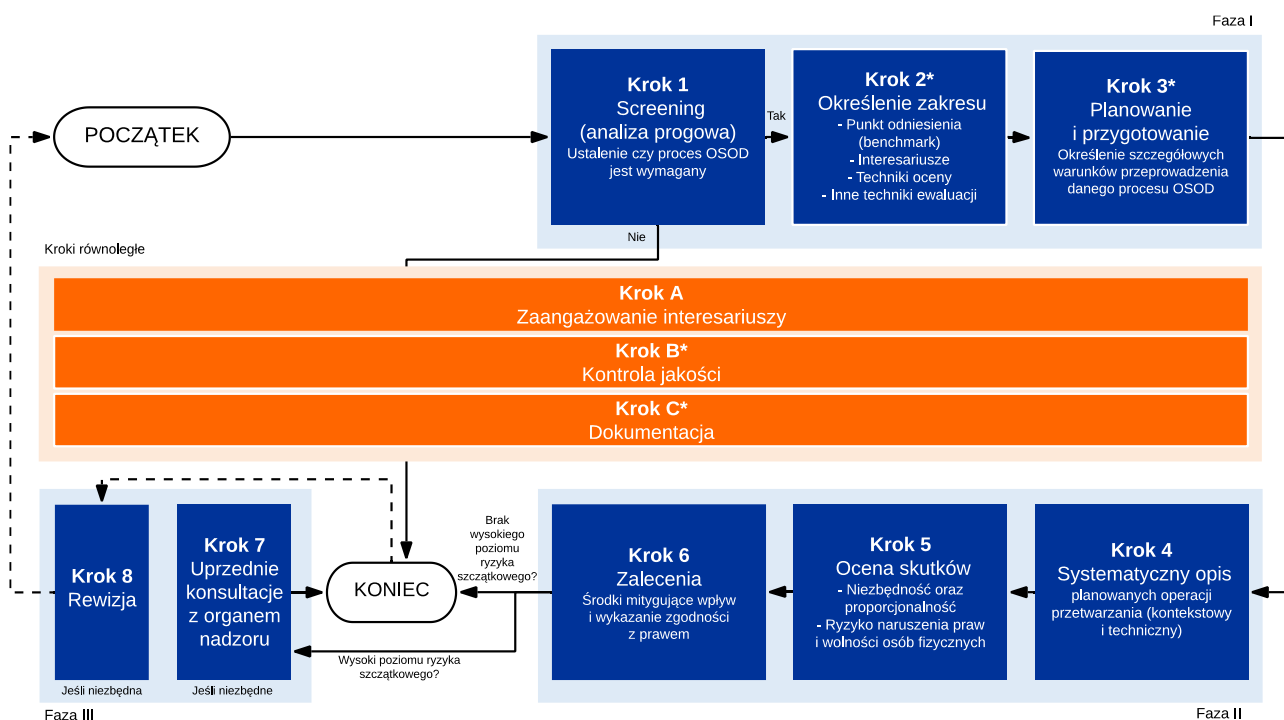 Faza I
POCZĄTEK
Krok 1
Screening
(analiza progowa)
Ustalenie czy proces OSOD
jest wymagany
Tak
Krok 2*
Określenie zakresu
- Punkt odniesienia
(benchmark)
- Interesariusze
- Techniki oceny
- Inne techniki ewaluacji
Krok 3*
Planowanie
i przygotowanie
Określenie szczegółowych
warunków przeprowadzenia
danego procesu OSOD
Nie
Kroki równoległe
Krok A
Zaangażowanie interesariuszy
Krok B*
Kontrola jakości
Krok C*
Dokumentacja
Krok 8
Rewizja
Jeśli niezbędna
Krok 7
Uprzednie
konsultacje
z organem
nadzoru
Jeśli niezbędne
KONIEC
Brak
wysokiego
poziomu
ryzyka
szczątkowego?
Wysoki poziomu ryzyka
szczątkowego?
Krok 6
Zalecenia
Środki mitygujące wpływ
i wykazanie zgodności
z prawem
Krok 5
Ocena skutków
- Niezbędność oraz
proporcjonalność
- Ryzyko naruszenia praw
i wolności osób fizycznych
Krok 4
Systematyczny opis
planowanych operacji
przetwarzania (kontekstowy
i techniczny)
Faza III
Faza II